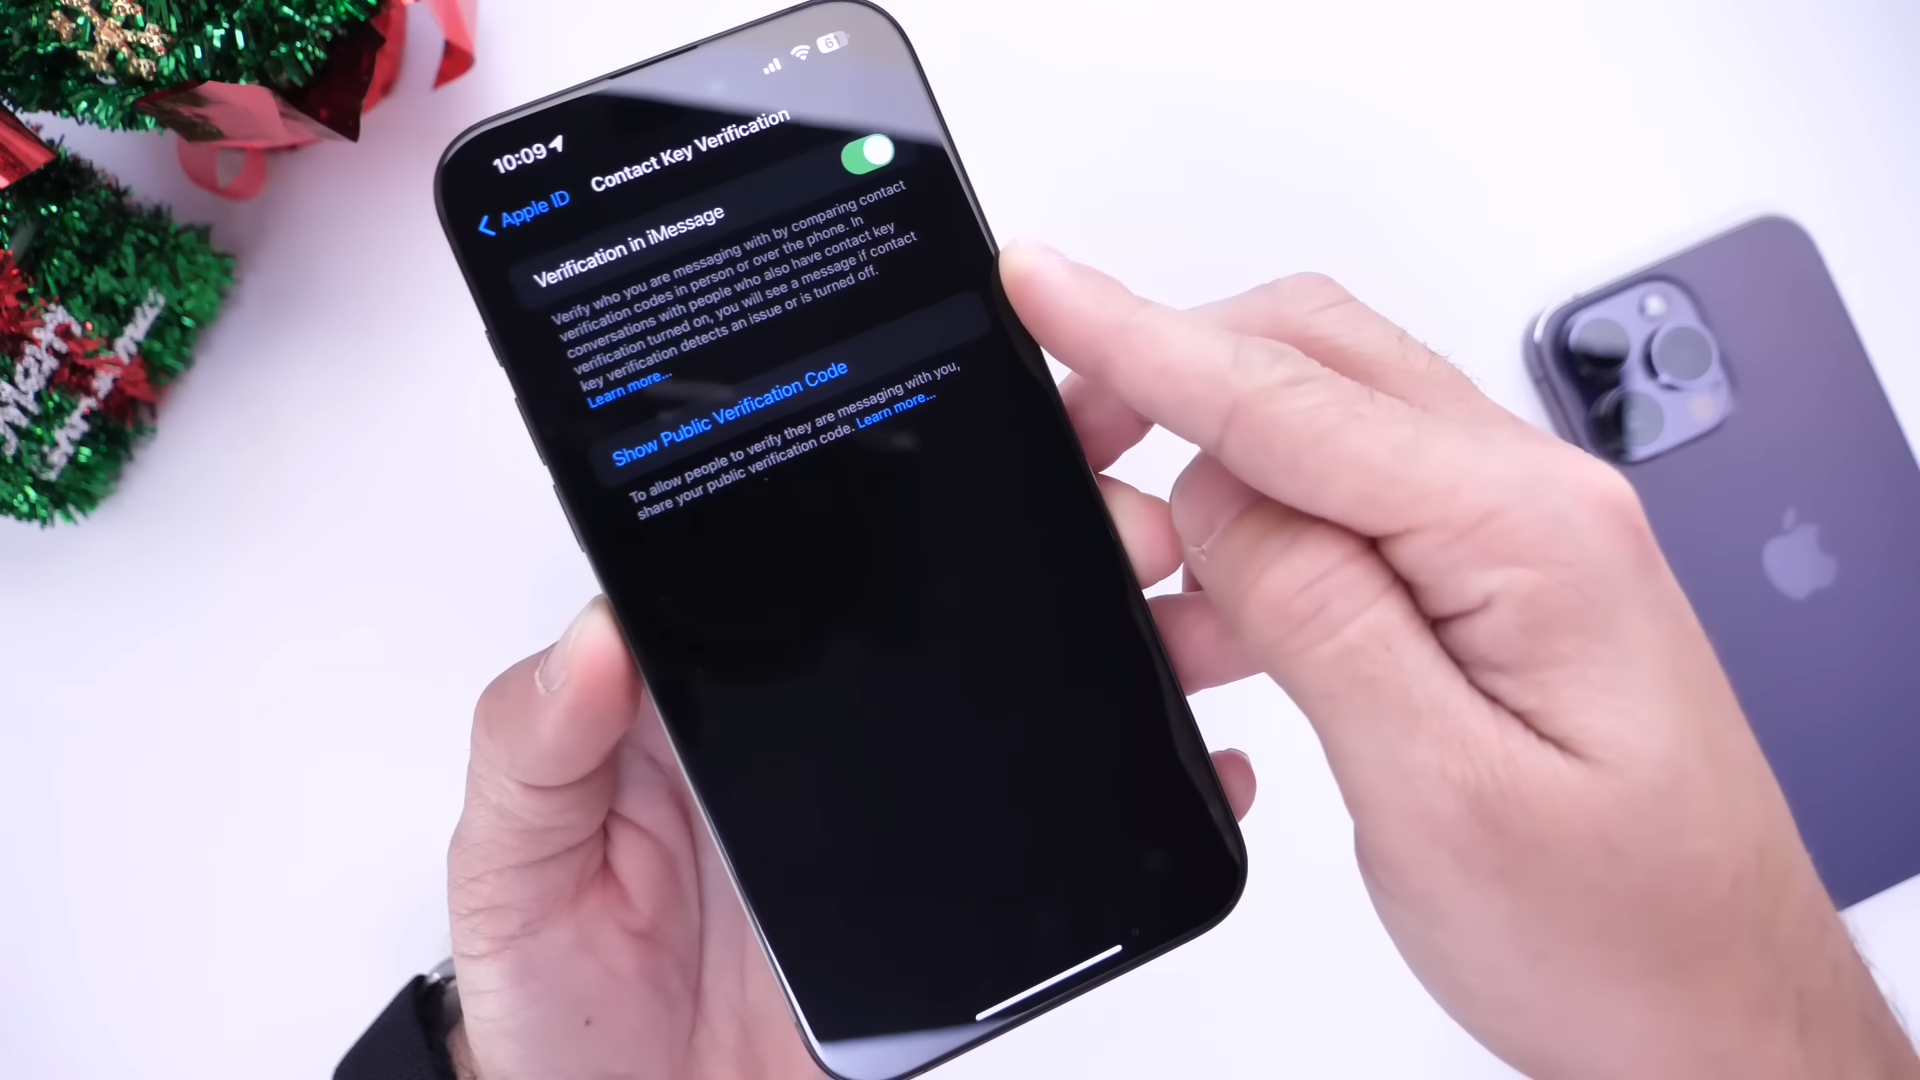 61
10:09
Apple ID
Contact Key Verification
Verification in iMessage
Verify who you are messaging with by comparing contact
verification codes in person or over the phone. In
conversations with people who also have contact key
verification turned on, you will see a message if contact
key verification detects an issue or is turned off.
Learn more...
Show Public Verification Code
To allow people to verify they are messaging with you,
share your public verification code. Learn more...